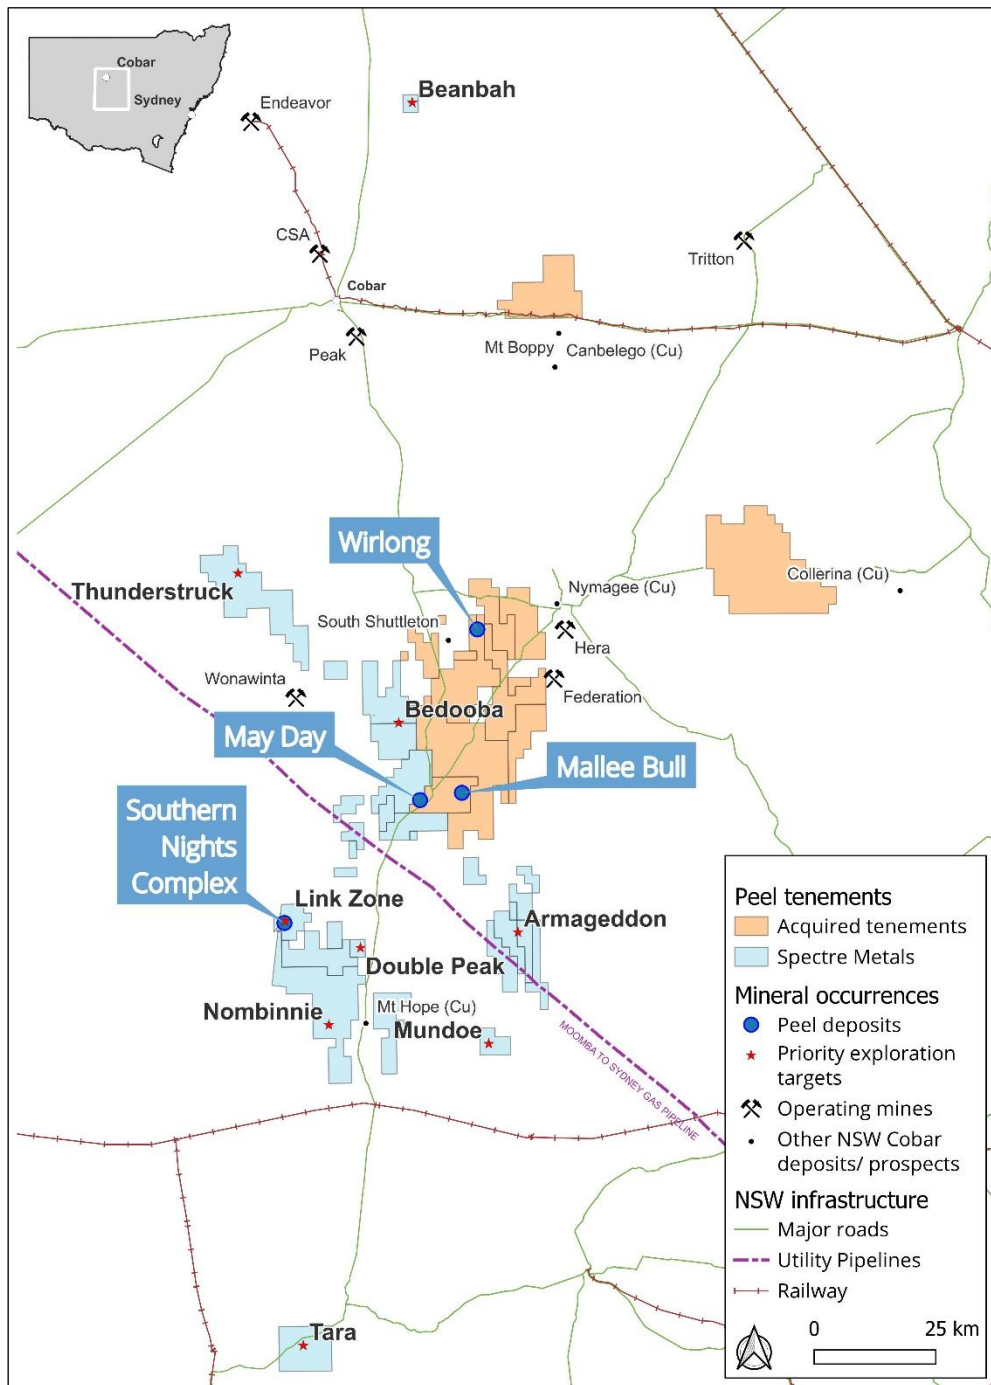 Cobar
Sydney
Beanbah
Endeavor
CSA
Cobar
Tritton
Peak
Mt Boppy
Canbelego (Cu)
Wirlong
Thunderstruck
South Shuttleton
Nymagee (Cu)
Collerina (Cu)
Hera
Wonawinta
Federation
Bedooba
May Day
Mallee Bull
Southern
Nights
Complex
Link Zone
Armageddon
Double Peak
Nombinnie
Mt Hope (Cu)
Mundoe
MOOMBA TO SYDNEY GAS PIPELINE
Tara
Peel tenements
Acquired tenements
Spectre Metals
Mineral occurrences
Peel deposits
Priority exploration
targets
Operating mines
Other NSW Cobar
deposits/ prospects
NSW infrastructure
Major roads
Utility Pipelines
Railway
0 25 km